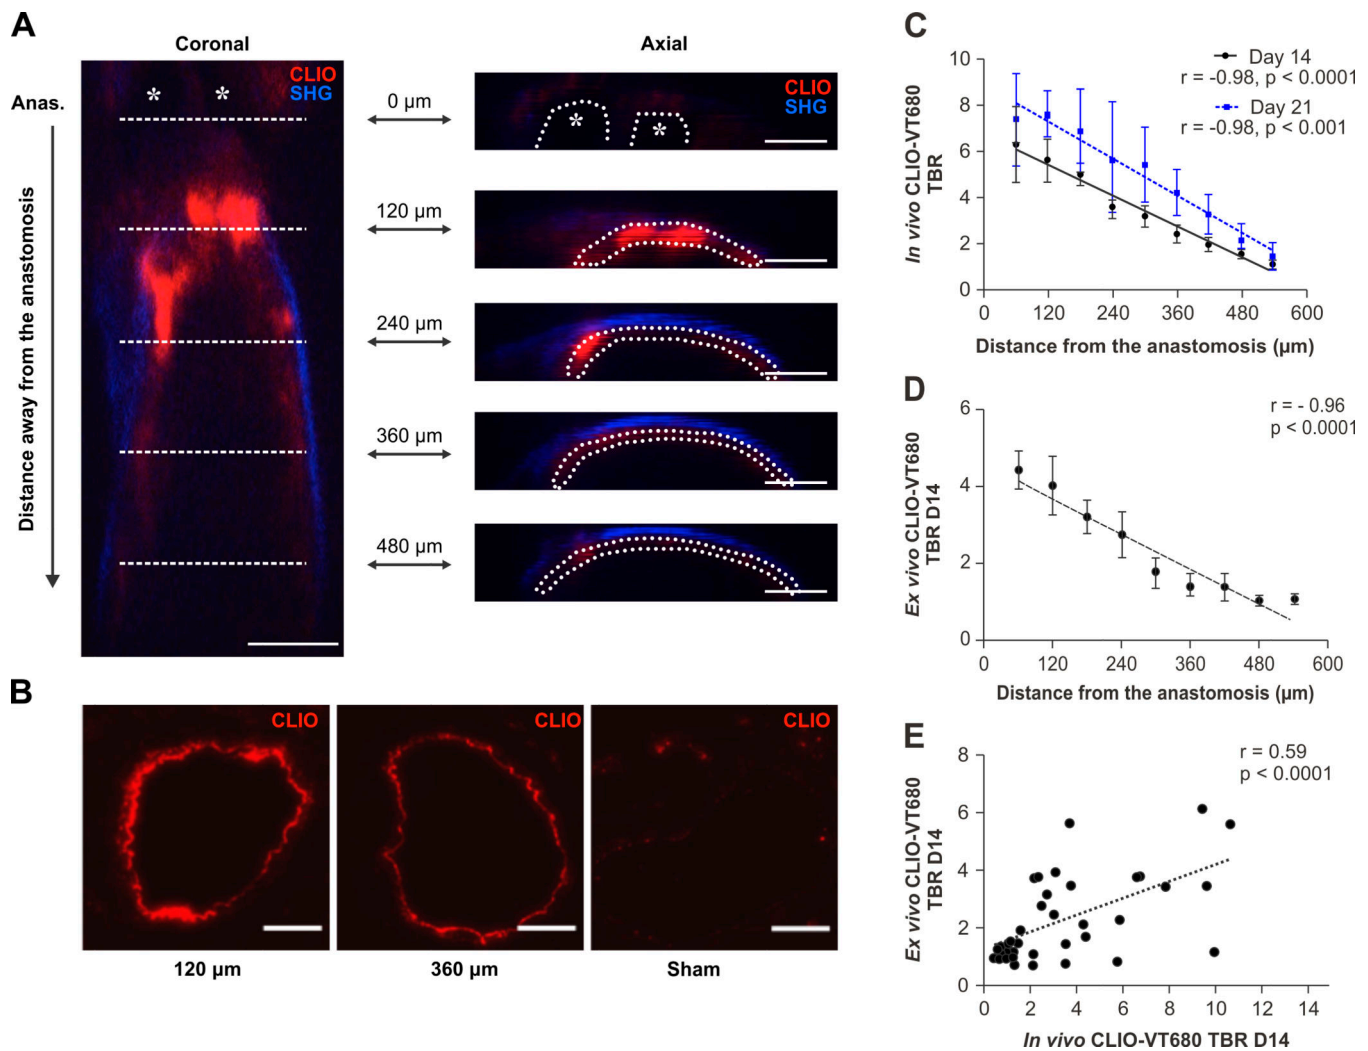 A
Coronal
Axial
CLIO
SHG
Anas.
* *
Distance away from the anastomosis
0 µm
120 µm
240 µm
360 µm
480 µm
CLIO
SHG
* *
B
CLIO
CLIO
CLIO
120 µm
360 µm
Sham
C
Day 14
r = -0.98, p < 0.0001
Day 21
r = -0.98, p < 0.001
In vivo CLIO-VT680
TBR
10
8
6
4
2
0
0 120 240 360 480 600
Distance from the anastomosis (µm)
D
r = - 0.96
p < 0.0001
Ex vivo CLIO-VT680
TBR D14
6
4
2
0
0 120 240 360 480 600
Distance from the anastomosis (µm)
E
r = 0.59
p < 0.0001
Ex vivo CLIO-VT680
TBR D14
8
6
4
2
0
0 2 4 6 8 10 12 14
In vivo CLIO-VT680 TBR D14